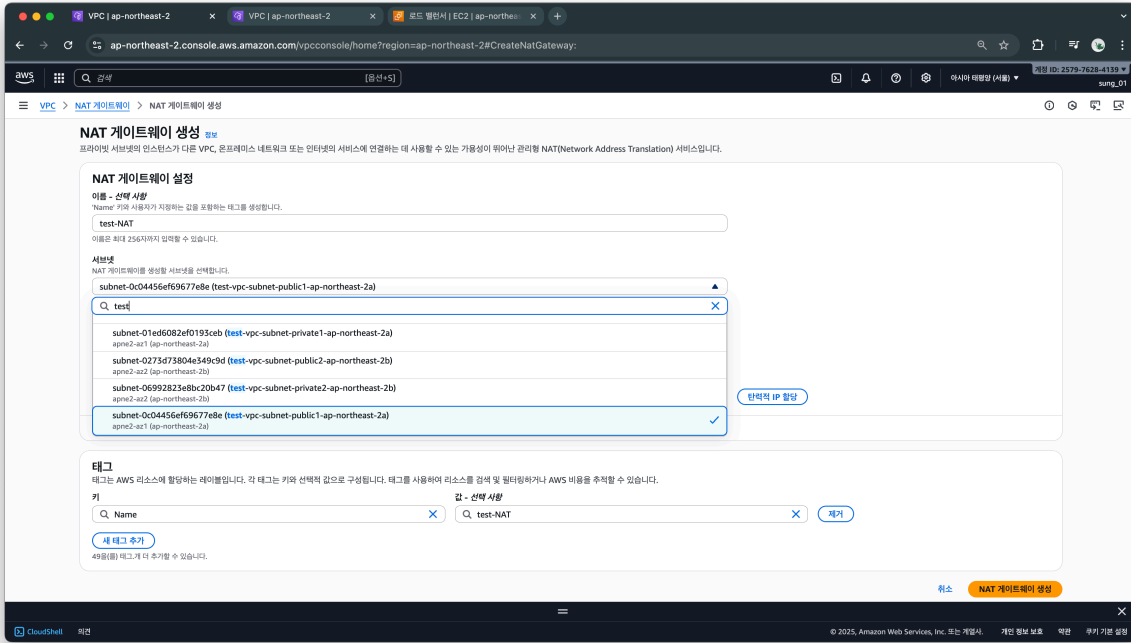 VPC | ap-northeast-2
VPC | ap-northeast-2
로드 밸런서 | EC2 | ap-northea
ap-northeast-2.console.aws.amazon.com/vpcconsole/home?region=ap-northeast-2#CreateNatGateway:
aws
검색
[옵션+S]
아시아 태평양 (서울)
계정 ID: 2579-7628-4139
sung_01
VPC > NAT 게이트웨이 > NAT 게이트웨이 생성
NAT 게이트웨이 생성 정보
프라이빗 서브넷의 인스턴스가 다른 VPC, 온프레미스 네트워크 또는 인터넷의 서비스에 연결하는 데 사용할 수 있는 가용성이 뛰어난 관리형 NAT(Network Address Translation) 서비스입니다.
NAT 게이트웨이 설정
이름 - 선택 사항
'Name' 키와 사용자가 지정하는 값을 포함하는 태그를 생성합니다.
test-NAT
이름은 최대 256자까지 입력할 수 있습니다.
서브넷
NAT 게이트웨이를 생성할 서브넷을 선택합니다.
subnet-0c04456ef69677e8e (test-vpc-subnet-public1-ap-northeast-2a)
test
subnet-01ed6082ef0193ceb (test-vpc-subnet-private1-ap-northeast-2a)
apne2-az1 (ap-northeast-2a)
subnet-0273d73804e349c9d (test-vpc-subnet-public2-ap-northeast-2b)
apne2-az2 (ap-northeast-2b)
subnet-06992823e8bc20b47 (test-vpc-subnet-private2-ap-northeast-2b)
apne2-az2 (ap-northeast-2b)
탄력적 IP 할당
subnet-0c04456ef69677e8e (test-vpc-subnet-public1-ap-northeast-2a)
apne2-az1 (ap-northeast-2a)
태그
태그는 AWS 리소스에 할당하는 레이블입니다. 각 태그는 키와 선택적 값으로 구성됩니다. 태그를 사용하여 리소스를 검색 및 필터링하거나 AWS 비용을 추적할 수 있습니다.
키
값 - 선택 사항
Name
test-NAT
제거
새 태그 추가
49을(를) 태그.개 더 추가할 수 있습니다.
취소
NAT 게이트웨이 생성
CloudShell
의견
© 2025, Amazon Web Services, Inc. 또는 계열사.
개인 정보 보호
약관
쿠키 기본 설정